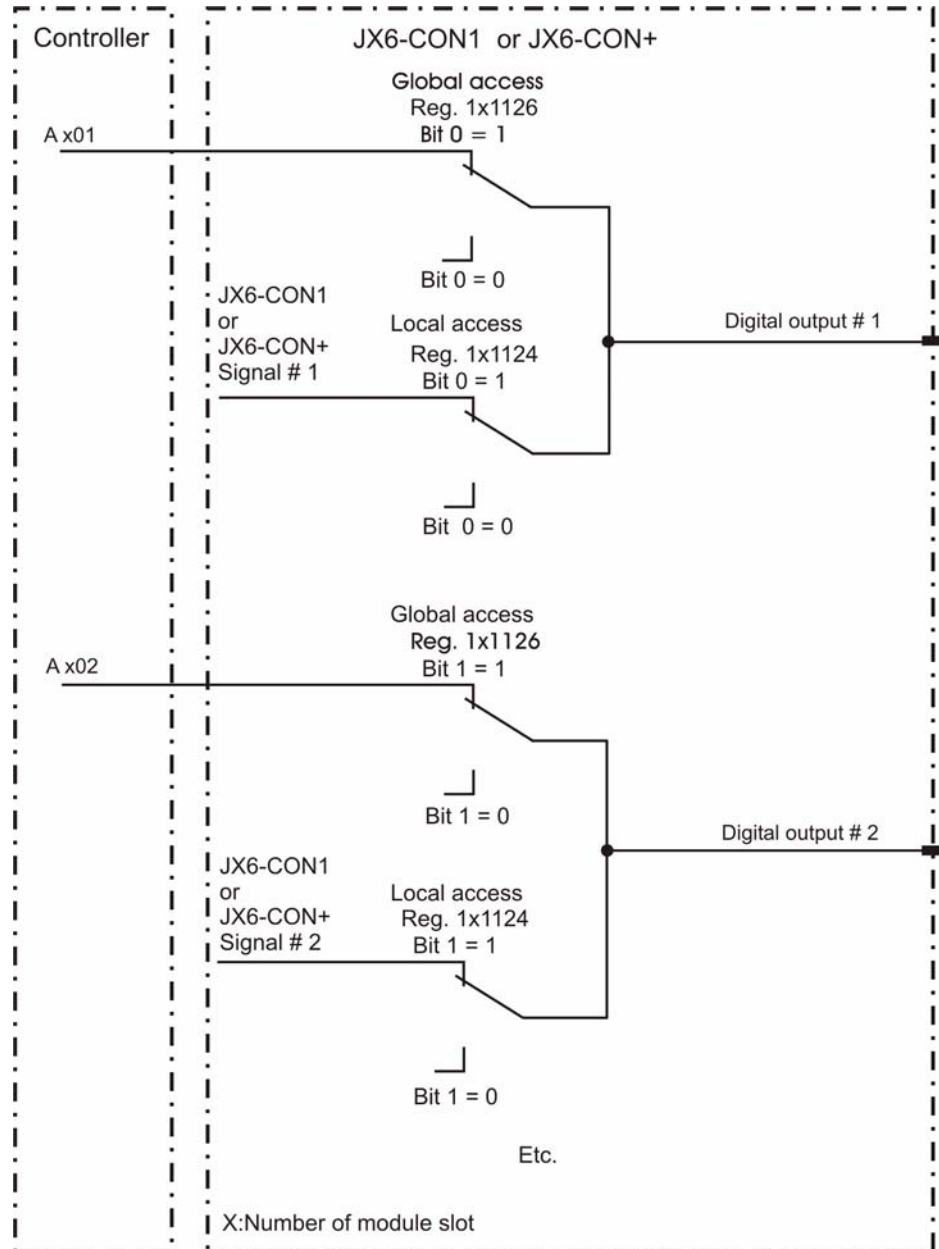 Controller
JX6-CON1 or JX6-CON+
Global access
Reg. 1x1126
Bit 0 = 1
A x01
Bit 0 = 0
JX6-CON1
or
JX6-CON+
Signal # 1
Local access
Reg. 1x1124
Bit 0 = 1
Digital output # 1
Bit 0 = 0
Global access
Reg. 1x1126
Bit 1 = 1
A x02
Bit 1 = 0
JX6-CON1
or
JX6-CON+
Signal # 2
Local access
Reg. 1x1124
Bit 1 = 1
Digital output # 2
Bit 1 = 0
Etc.
X:Number of module slot